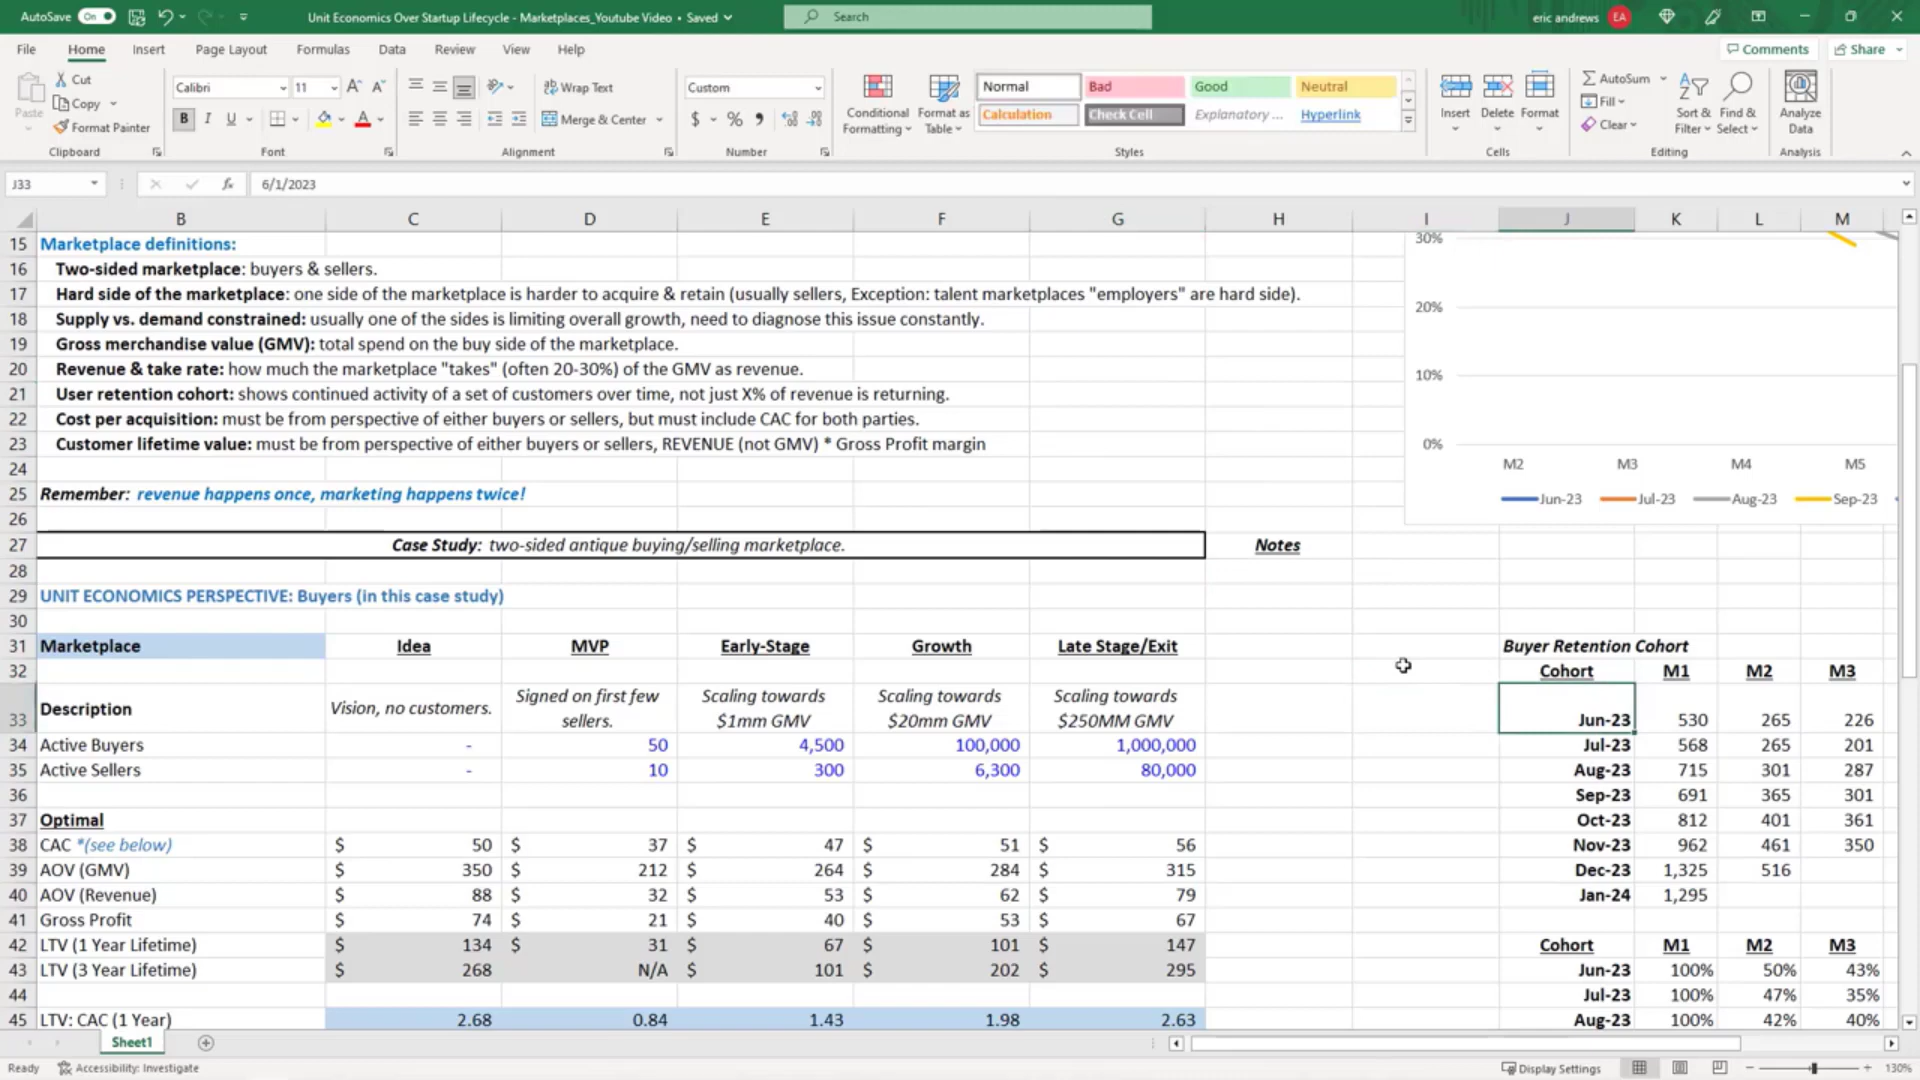 AutoSave On Unit Economics Over Startup Lifecycle - Marketplaces_Youtube Video • Saved Search eric andrews EA
File Home Insert Page Layout Formulas Data Review View Help Comments Share
Paste Cut Copy Format Painter Clipboard
Calibri 11 B I U Font
Wrap Text Merge & Center Alignment
Custom $ % Number
Conditional Formatting Format as Table
Normal Bad Good Neutral
Calculation Check Cell Explanatory ... Hyperlink
Styles
Insert Delete Format Cells
AutoSum Fill Clear Sort & Filter Find & Select Editing
Analyze Data Analysis
J33 fx 6/1/2023
B C D E F G H I J K L M
15 Marketplace definitions: 30%
16 Two-sided marketplace: buyers & sellers.
17 Hard side of the marketplace: one side of the marketplace is harder to acquire & retain (usually sellers, Exception: talent marketplaces "employers" are hard side).
18 Supply vs. demand constrained: usually one of the sides is limiting overall growth, need to diagnose this issue constantly. 20%
19 Gross merchandise value (GMV): total spend on the buy side of the marketplace.
20 Revenue & take rate: how much the marketplace "takes" (often 20-30%) of the GMV as revenue. 10%
21 User retention cohort: shows continued activity of a set of customers over time, not just X% of revenue is returning.
22 Cost per acquisition: must be from perspective of either buyers or sellers, but must include CAC for both parties.
23 Customer lifetime value: must be from perspective of either buyers or sellers, REVENUE (not GMV) * Gross Profit margin 0%
24 M2 M3 M4 M5
25 Remember: revenue happens once, marketing happens twice! Jun-23 Jul-23 Aug-23 Sep-23
26
27 Case Study: two-sided antique buying/selling marketplace. Notes
28
29 UNIT ECONOMICS PERSPECTIVE: Buyers (in this case study)
30
31 Marketplace Idea MVP Early-Stage Growth Late Stage/Exit Buyer Retention Cohort
32 Cohort M1 M2 M3
33 Description Vision, no customers. Signed on first few sellers. Scaling towards $1mm GMV Scaling towards $20mm GMV Scaling towards $250MM GMV Jun-23 530 265 226
34 Active Buyers - 50 4,500 100,000 1,000,000 Jul-23 568 265 201
35 Active Sellers - 10 300 6,300 80,000 Aug-23 715 301 287
36 Sep-23 691 365 301
37 Optimal Oct-23 812 401 361
38 CAC *(see below) $ 50 $ 37 $ 47 $ 51 $ 56 Nov-23 962 461 350
39 AOV (GMV) $ 350 $ 212 $ 264 $ 284 $ 315 Dec-23 1,325 516
40 AOV (Revenue) $ 88 $ 32 $ 53 $ 62 $ 79 Jan-24 1,295
41 Gross Profit $ 74 $ 21 $ 40 $ 53 $ 67
42 LTV (1 Year Lifetime) $ 134 $ 31 $ 67 $ 101 $ 147 Cohort M1 M2 M3
43 LTV (3 Year Lifetime) $ 268 N/A $ 101 $ 202 $ 295 Jun-23 100% 50% 43%
44 Jul-23 100% 47% 35%
45 LTV: CAC (1 Year) 2.68 0.84 1.43 1.98 2.63 Aug-23 100% 42% 40%
Sheet1
Ready Accessibility: Investigate Display Settings 130%